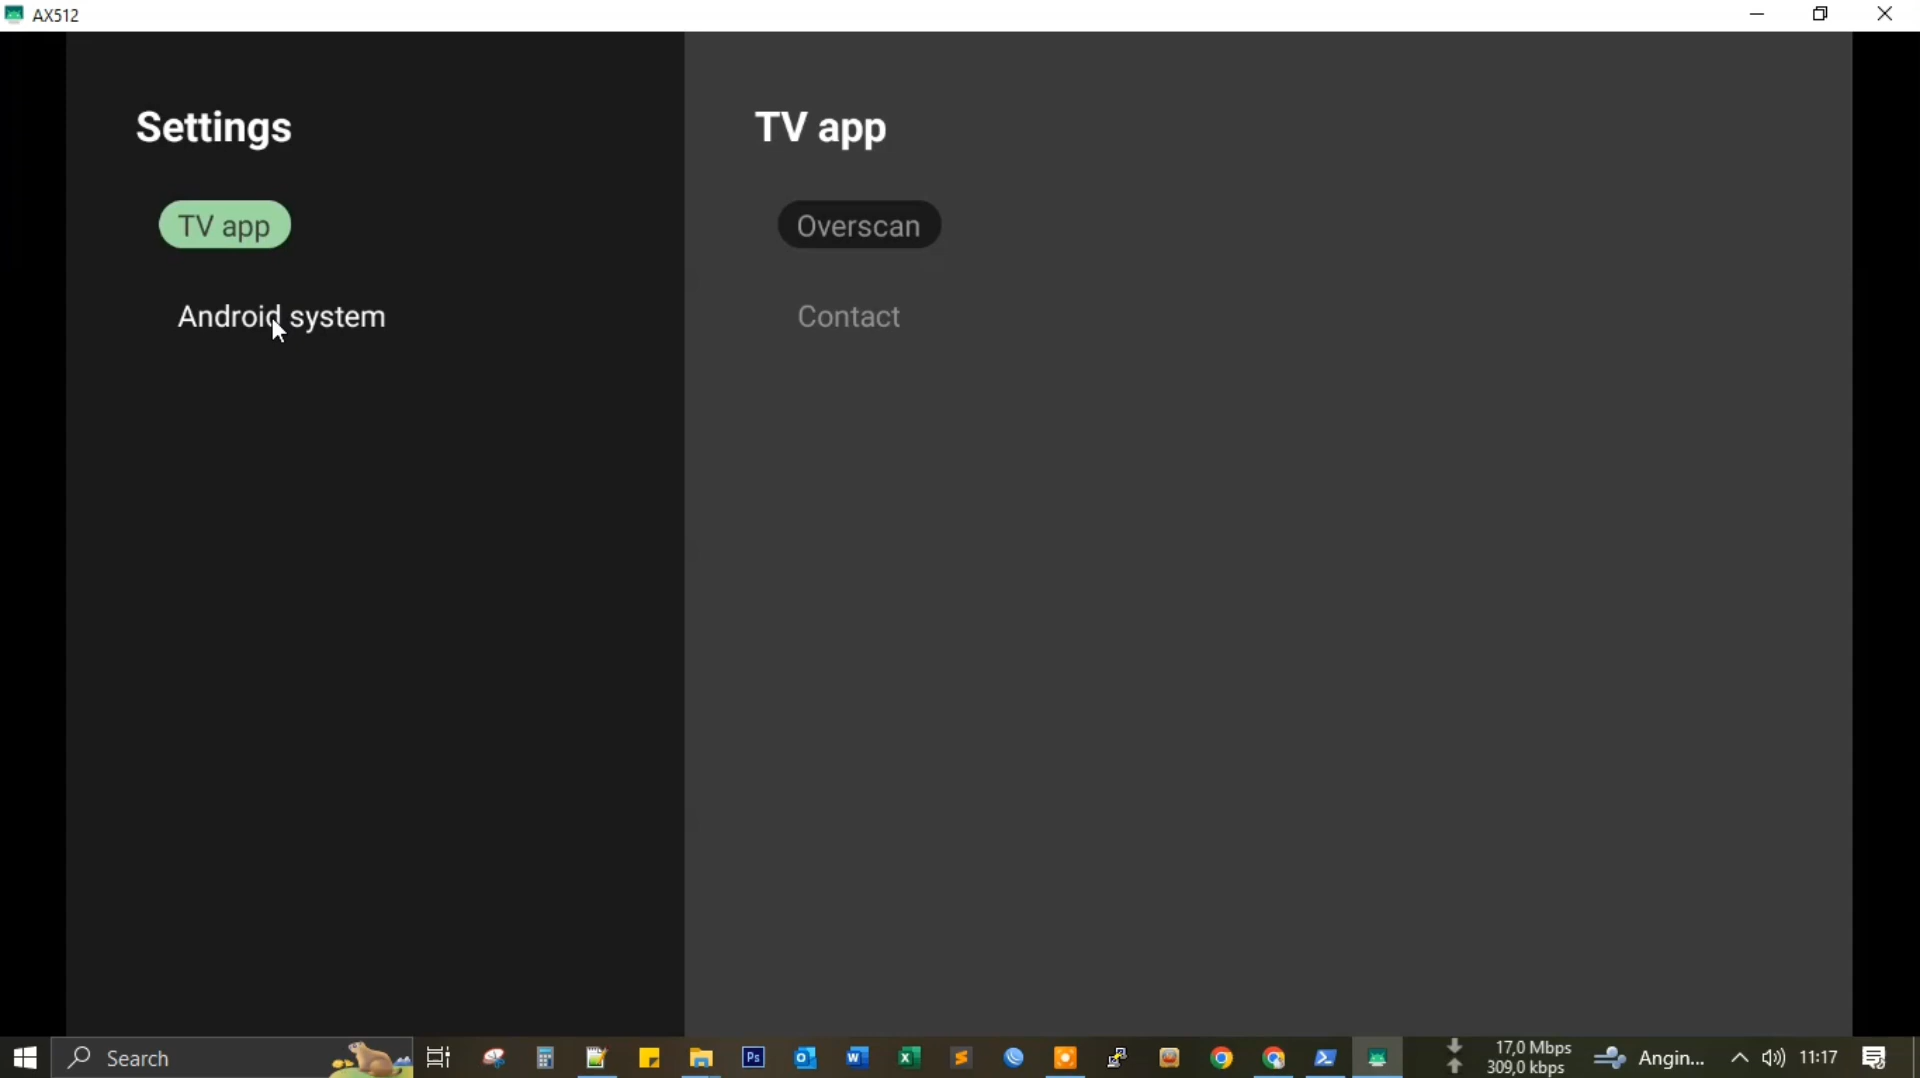 AX512
Settings
TV app
Android system
TV app
Overscan
Contact
Search
Ps
17,0 Mbps
309,0 kbps
Angin...
11:17